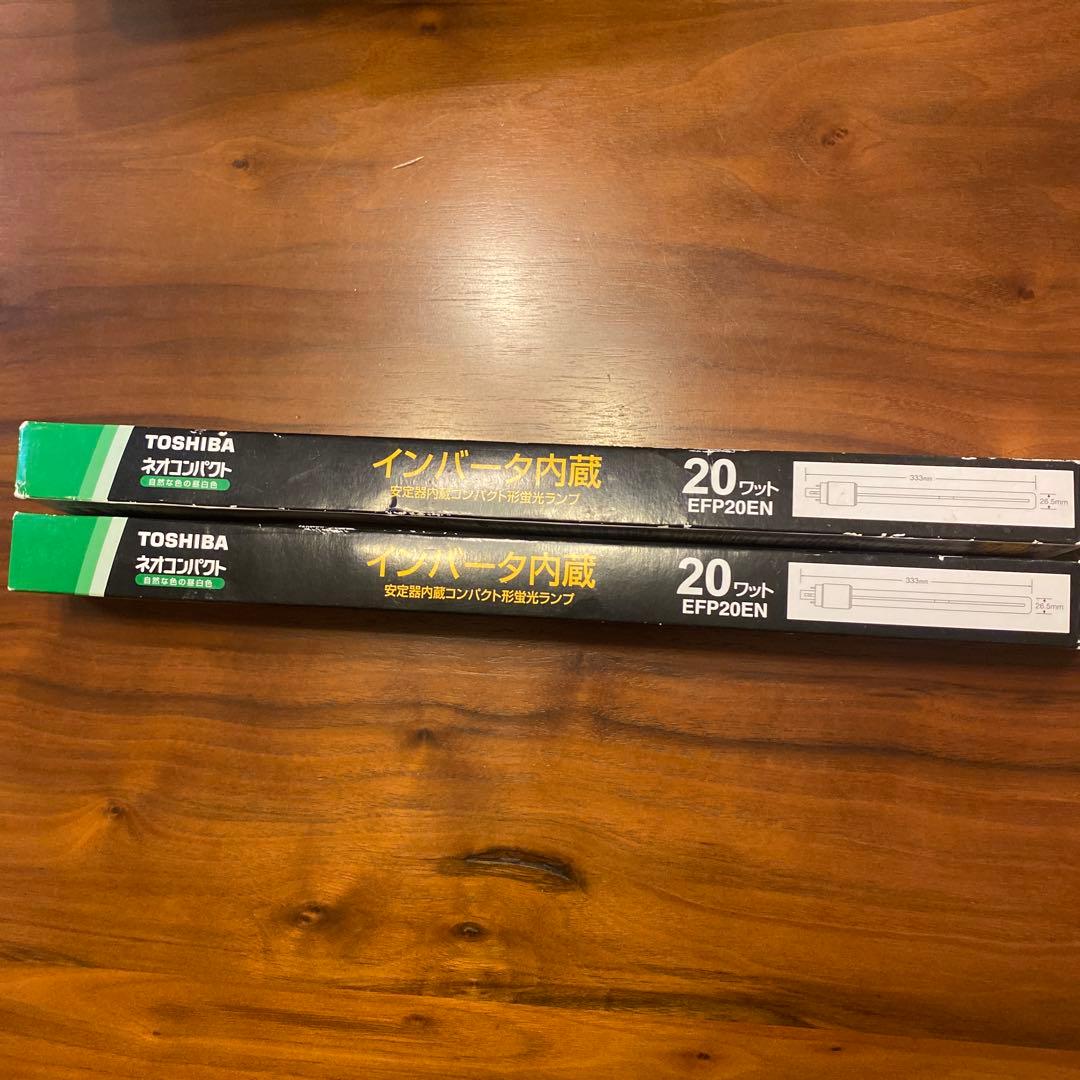 TOSHIBA
ネオコンパクト
自然な色の昼白色
インバータ内蔵
安定器内蔵コンパクト形蛍光ランプ
20ワット
EFP20EN
333mm
26.5mm
TOSHIBA
ネオコンパクト
自然な色の昼白色
インバータ内蔵
安定器内蔵コンパクト形蛍光ランプ
20ワット
EFP20EN
333mm
26.5mm